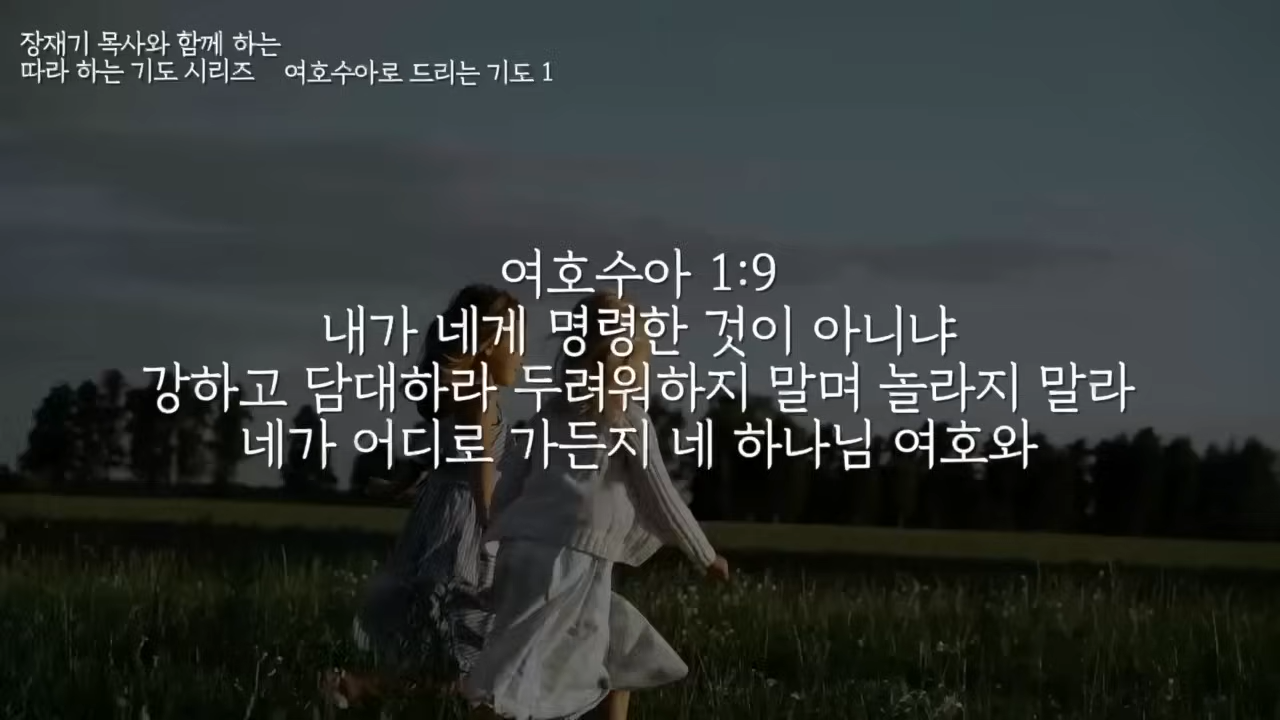 장재기 목사와 함께 하는
따라 하는 기도 시리즈 여호수아로 드리는 기도 1
여호수아 1:9
내가 네게 명령한 것이 아니냐
강하고 담대하라 두려워하지 말며 놀라지 말라
네가 어디로 가든지 네 하나님 여호와